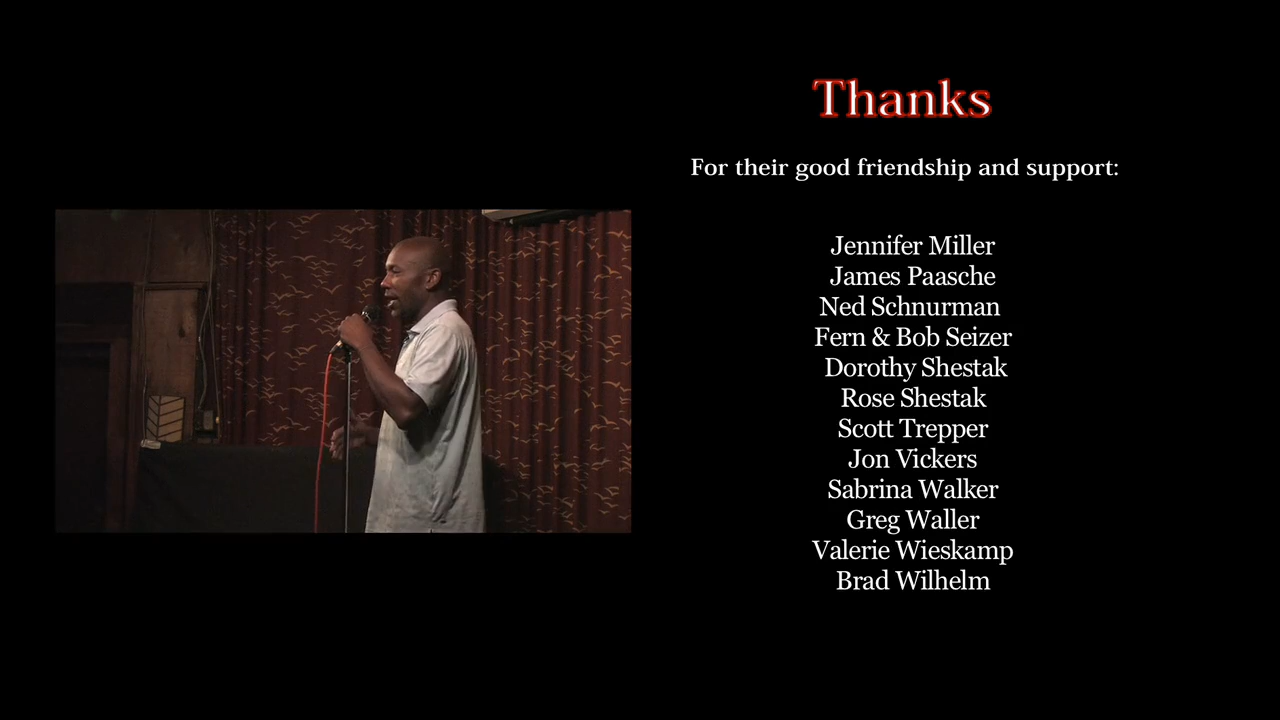 Thanks
For their good friendship and support:
Jennifer Miller
James Paasche
Ned Schnurman
Fern & Bob Seizer
Dorothy Shestak
Rose Shestak
Scott Trepper
Jon Vickers
Sabrina Walker
Greg Waller
Valerie Wieskamp
Brad Wilhelm